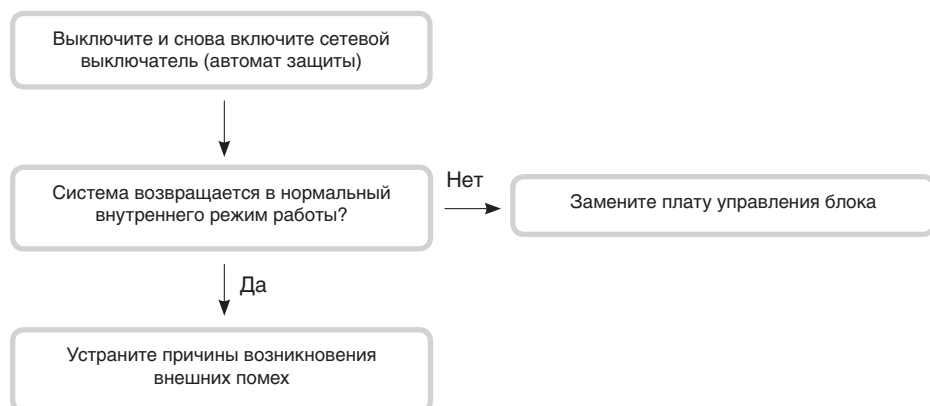 Выключите и снова включите сетевой
выключатель (автомат защиты)
Система возвращается в нормальный
внутреннего режим работы?
Нет
Замените плату управления блока
Да
Устраните причины возникновения
внешних помех